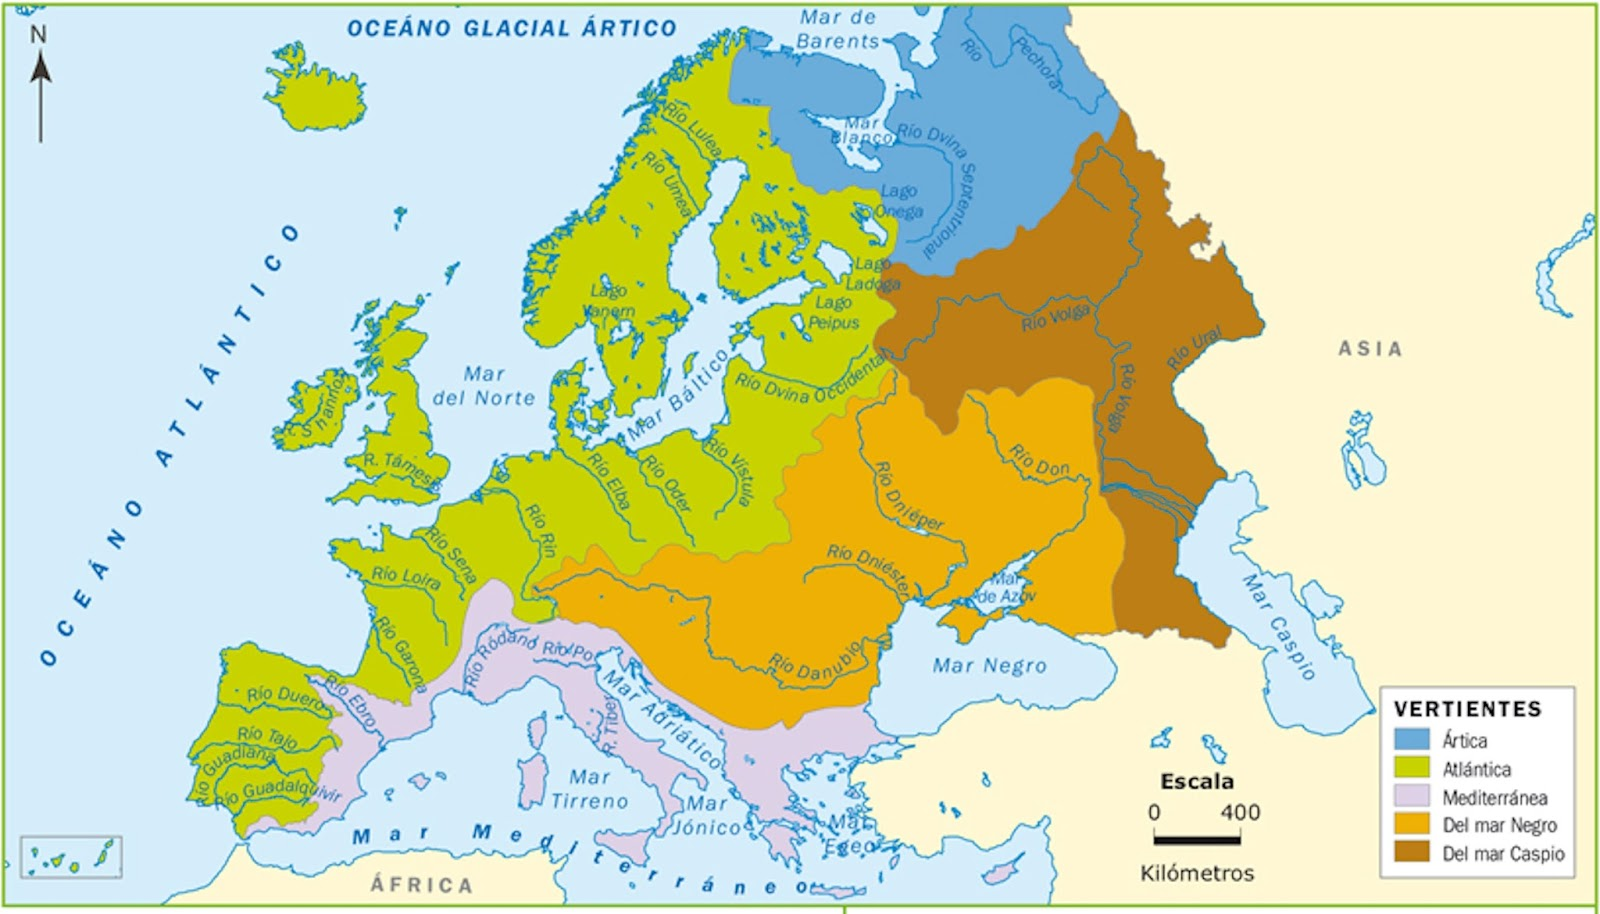 N
OCEÁNO GLACIAL ÁRTICO
Mar de
Barents
Río
Pechora
Mar
Blanco
Río Dvina Septentrional
Río Lulea
Río Umea
Lago
Onega
Lago
Ladoga
Lago
Vanern
Lago
Peipus
OCEÁNO ATLÁNTICO
Mar
del Norte
Mar Báltico
Río Dvina Occidental
Río Volga
Río Ural
Río Volga
ASIA
R. Shannon
R. Támesis
Río Elba
Río Oder
Río Vístula
Río Don
Río Dniéper
Río Rin
Río Sena
Río Loira
Río Dniéster
Mar
de Azov
Río Garona
Río Ródano
Río Po
Río Danubio
Mar Negro
Mar Caspio
Río Duero
Río Ebro
Río Tajo
Río Guadiana
Río Guadalquivir
R. Tíber
Mar Adriático
Mar
Tirreno
Mar
Jónico
Mar
Egeo
Mar Mediterráneo
ÁFRICA
VERTIENTES
Ártica
Atlántica
Mediterránea
Del mar Negro
Del mar Caspio
Escala
0 400
Kilómetros